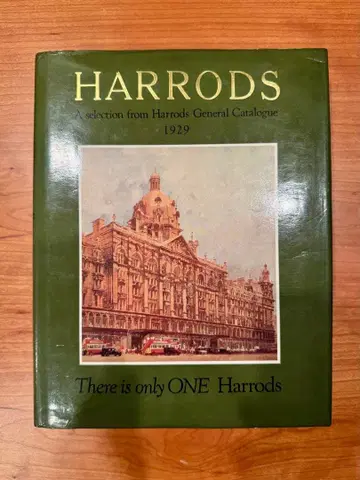 HARRODS
A selection from Harrods General Catalogue
1929
There is only ONE Harrods